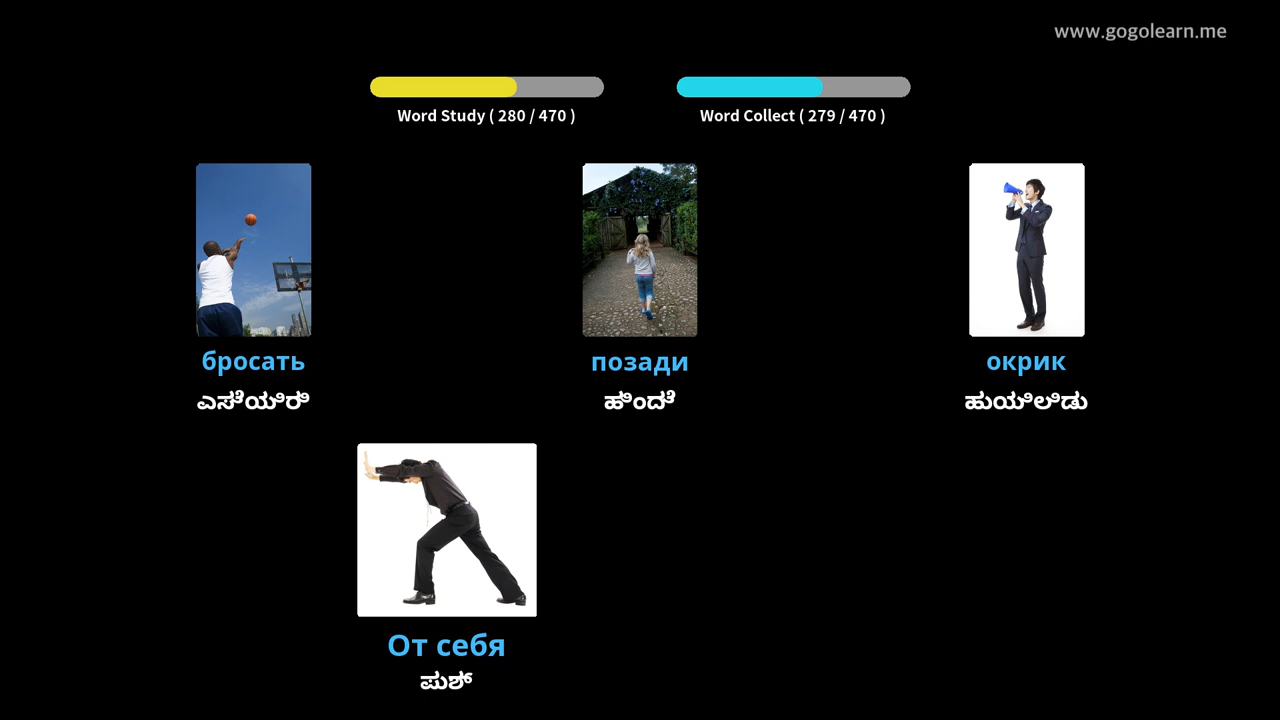 www.gogolearn.me
Word Study ( 280 / 470 )
Word Collect ( 279 / 470 )
бросать
позади
окрик
ಎಸೆಯಿರಿ
ಹಿಂದೆ
ಹುಯಿಲಿಡು
От себя
ಪುಶ್